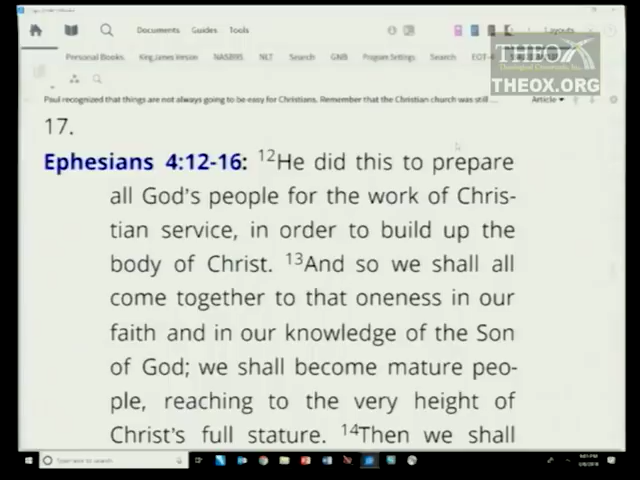 Documents Guides Tools Layouts
THEOX
THEOX.ORG
Personal Books King James Version NASB95 NLT Search GNB Program Settings Search
Paul recognized that things are not always going to be easy for Christians. Remember that the Christian church was still ... Article
17.
Ephesians 4:12-16: 12He did this to prepare
all God's people for the work of Chris-
tian service, in order to build up the
body of Christ. 13And so we shall all
come together to that oneness in our
faith and in our knowledge of the Son
of God; we shall become mature peo-
ple, reaching to the very height of
Christ's full stature. 14Then we shall
Type here to search